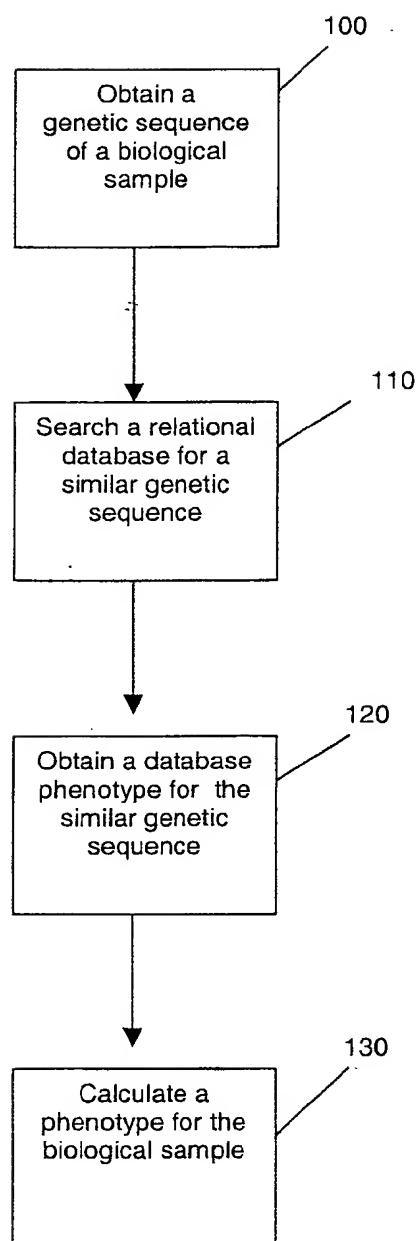 100
Obtain a
genetic sequence
of a biological
sample
110
Search a relational
database for a
similar genetic
sequence
120
Obtain a database
phenotype for the
similar genetic
sequence
130
Calculate a
phenotype for the
biological sample